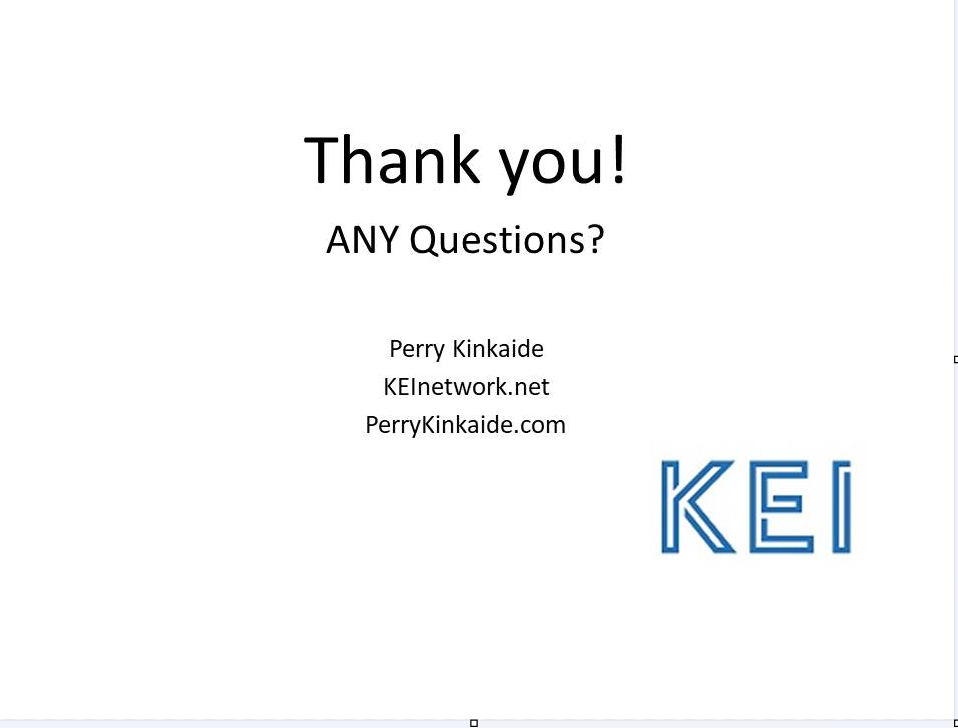 Thank you!
ANY Questions?
Perry Kinkaide
KEInetwork.net
PerryKinkaide.com
KEI